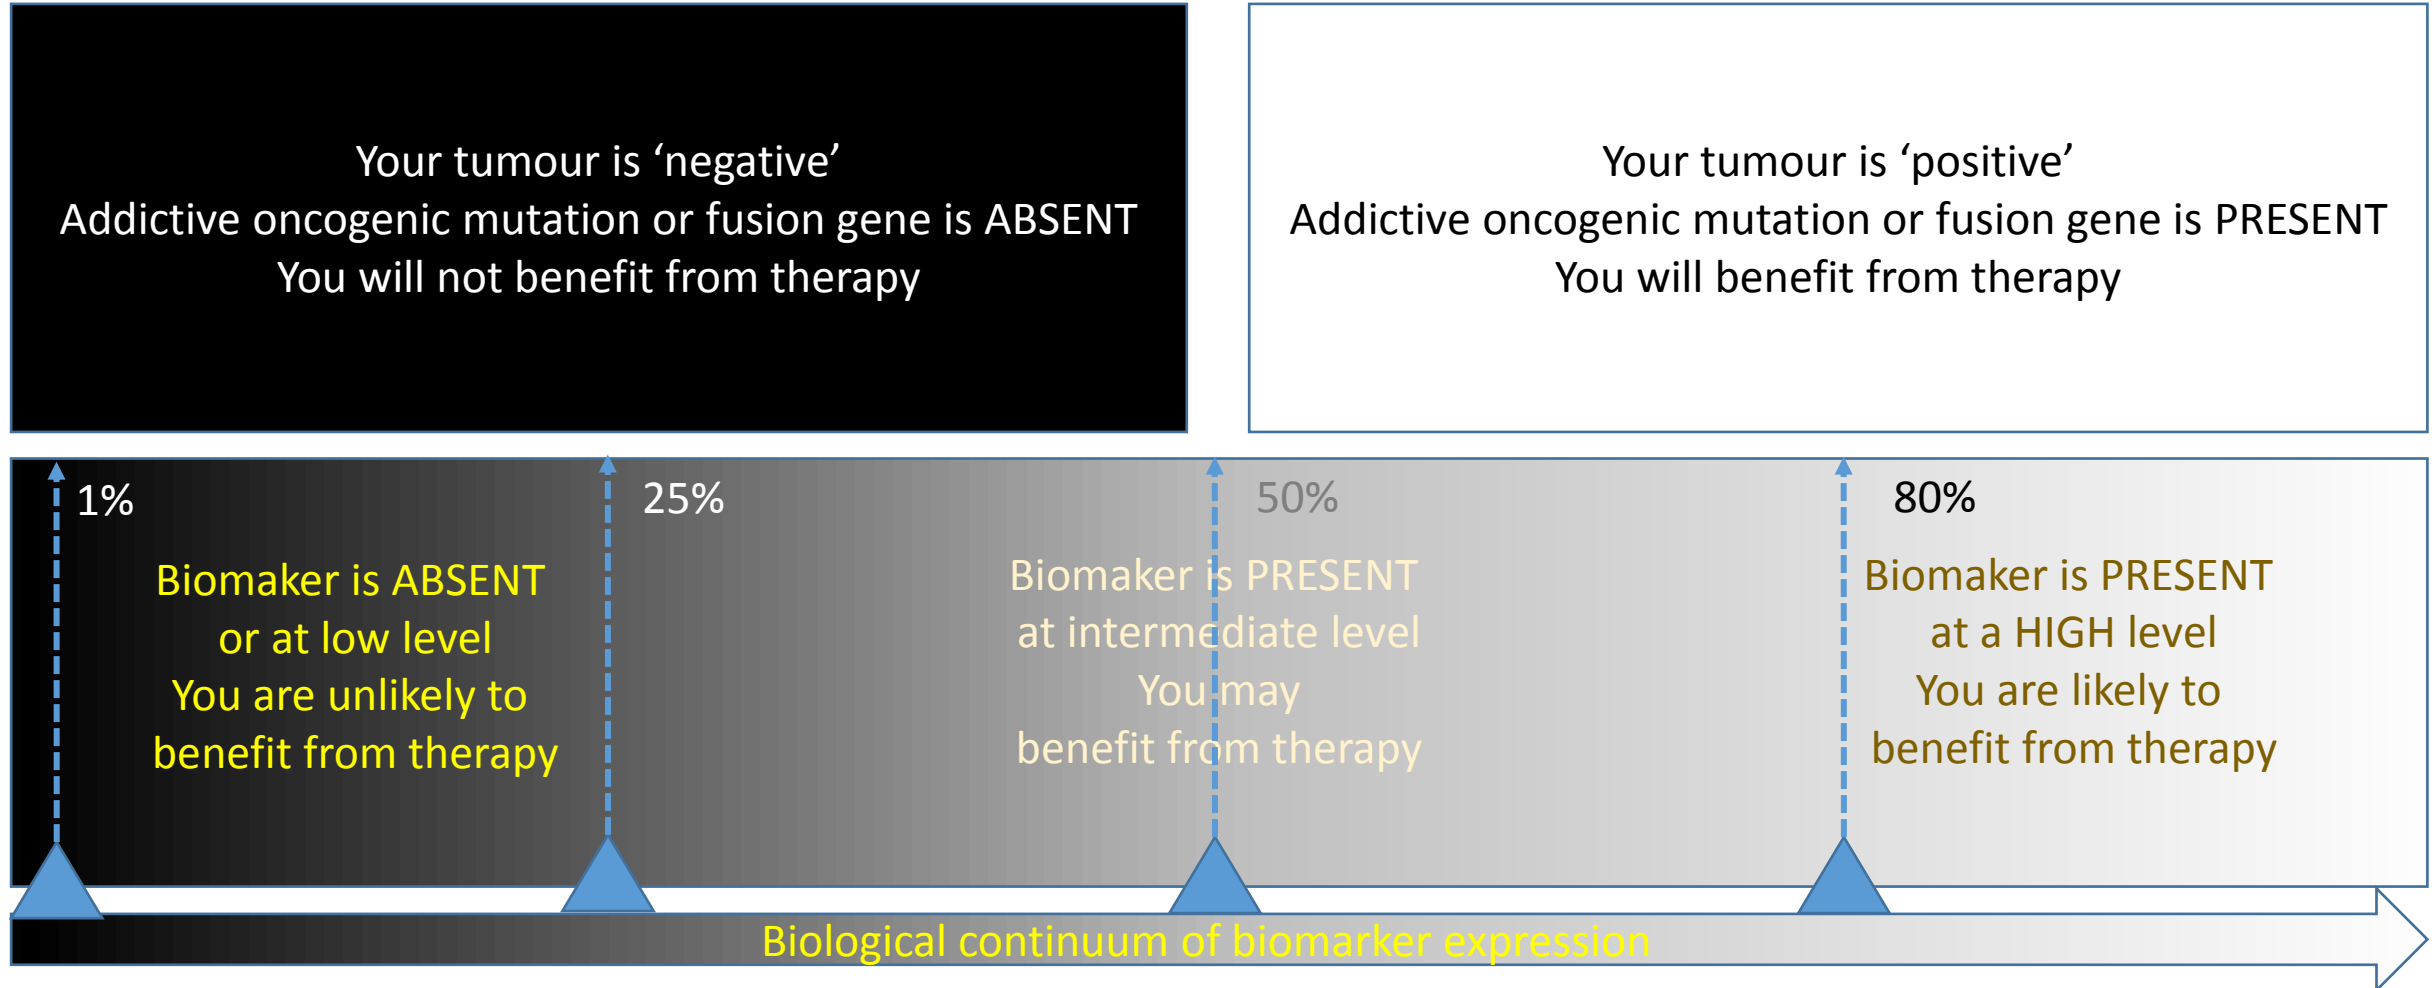 Your tumour is ‘negative’
Addictive oncogenic mutation or fusion gene is ABSENT
You will not benefit from therapy
Your tumour is ‘positive’
Addictive oncogenic mutation or fusion gene is PRESENT
You will benefit from therapy
1%
25%
50%
80%
Biomaker is ABSENT
or at low level
You are unlikely to
benefit from therapy
Biomaker is PRESENT
at intermediate level
You may
benefit from therapy
Biomaker is PRESENT
at a HIGH level
You are likely to
benefit from therapy
Biological continuum of biomarker expression